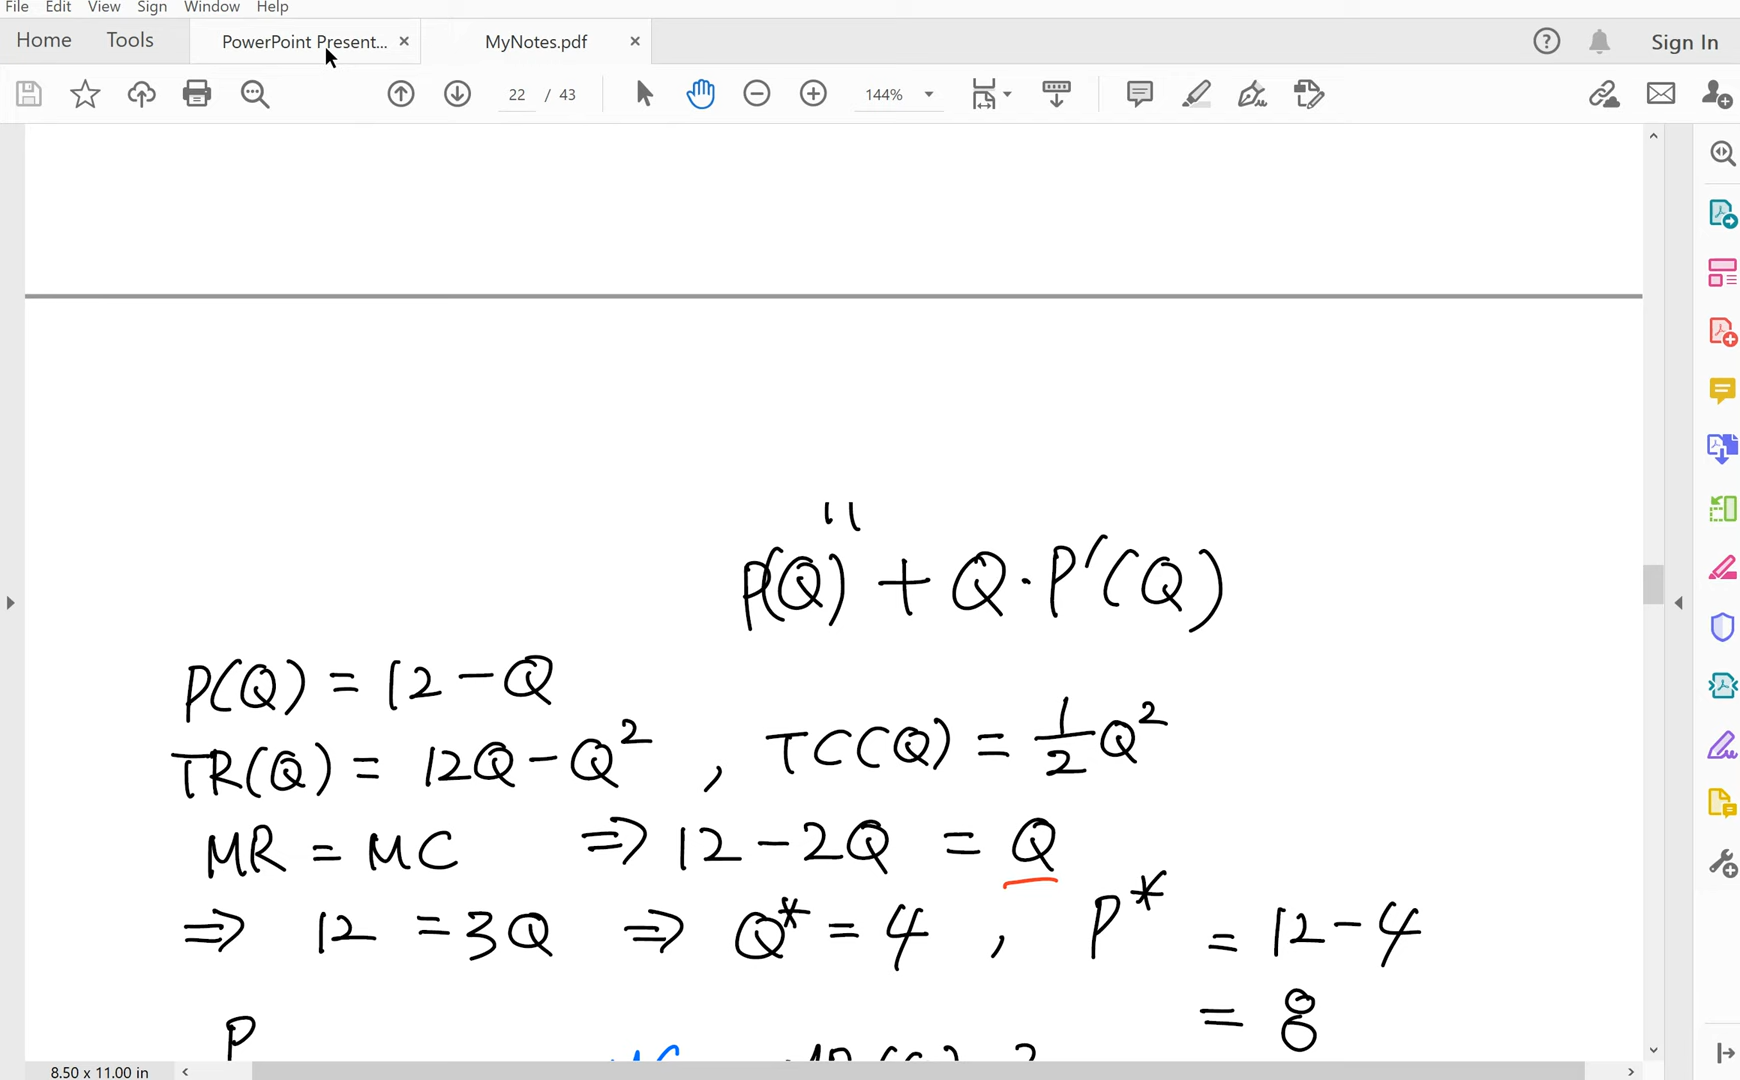 File Edit View Sign Window Help
Home Tools PowerPoint Present... × MyNotes.pdf × Sign In
22 / 43 144%
"
P(Q) + Q · P'(Q)
P(Q) = 12 - Q
TR(Q) = 12Q - Q² , TC(Q) = 1/2 Q²
MR = MC ⇒ 12 - 2Q = Q
⇒ 12 = 3Q ⇒ Q* = 4 , P* = 12 - 4
= 8
P
8.50 x 11.00 in